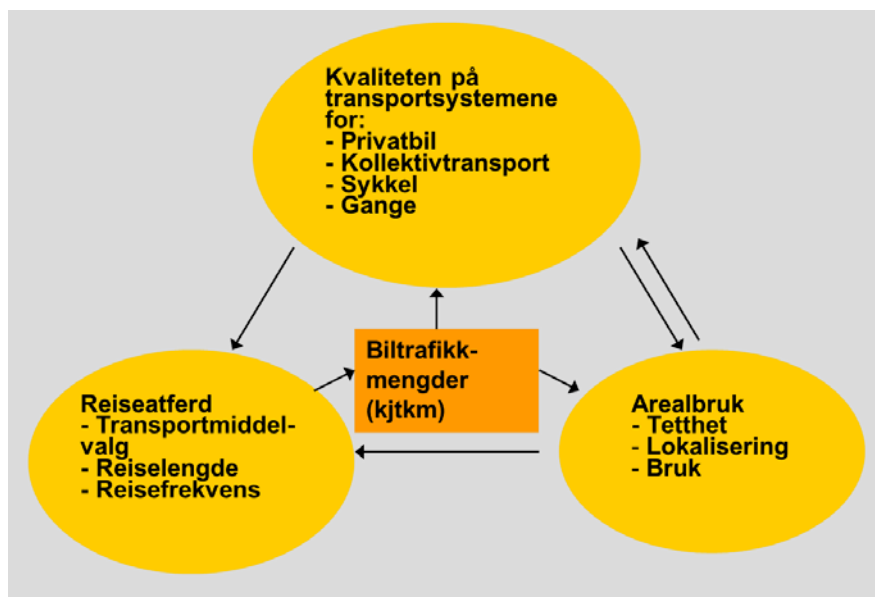 Kvaliteten på
transportsystemene
for:
- Privatbil
- Kollektivtransport
- Sykkel
- Gange
Biltrafikk-
mengder
(kjtkm)
Reiseatferd
- Transportmiddel-
valg
- Reiselengde
- Reisefrekvens
Arealbruk
- Tetthet
- Lokalisering
- Bruk